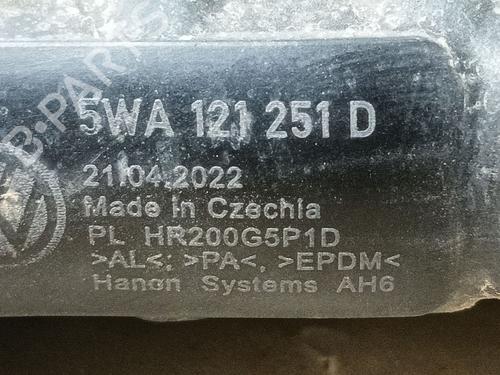 5WA 121 251 D
21.04.2022
Made in Czechia
PL HR200G5P1D
>AL<; >PA<, >EPDM<
Hanon Systems AH6
B-PARTS